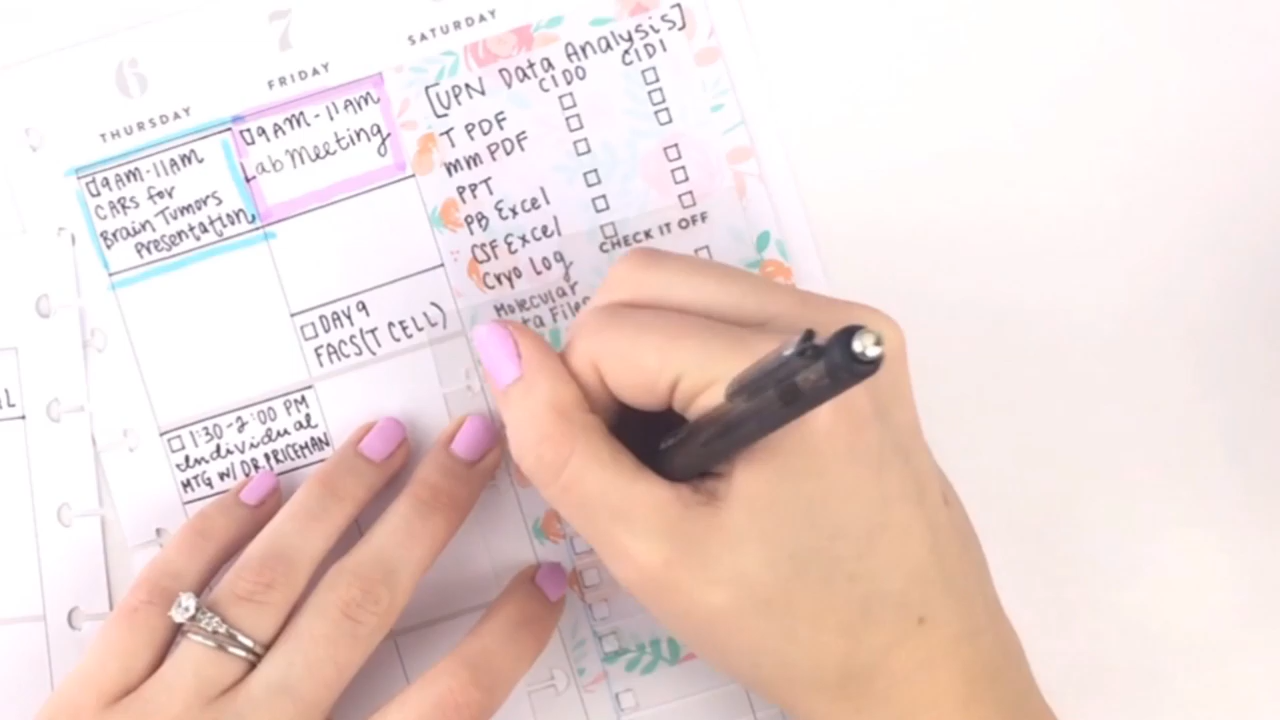 6
THURSDAY
9AM-11AM
CARs for
Brain Tumors
Presentation
1:30-2:00 PM
Individual
MTG W/ DR.PRICEMAN
7
FRIDAY
9AM-11AM
Lab Meeting
DAY 9
FACS (T CELL)
SATURDAY
[UPN Data Analysis]
CIDO CIDI
T PDF
mm PDF
PPT
PB Excel
CSF Excel
Cryo Log
CHECK IT OFF
Molecular